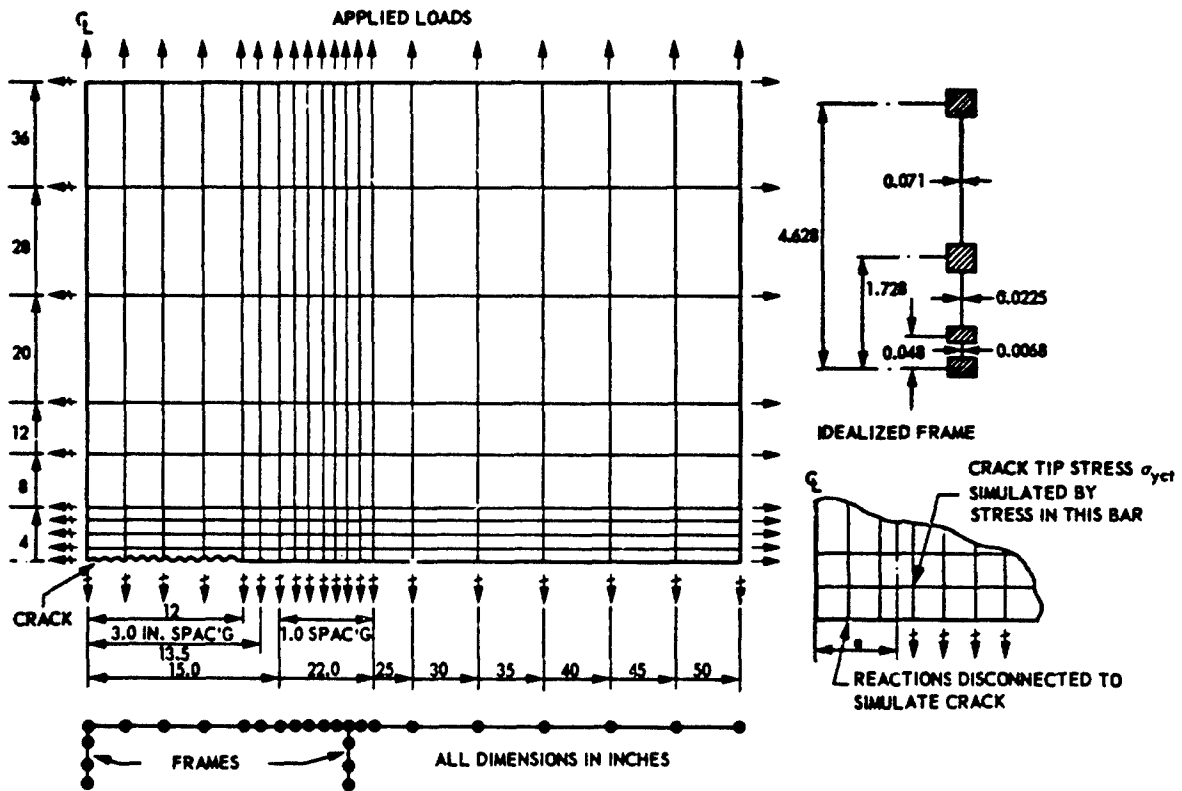 ℄
APPLIED LOADS
36
28
20
12
8
4
CRACK
12
3.0 IN. SPAC'G
1.0 SPAC'G
13.5
15.0
22.0
25
30
35
40
45
50
FRAMES
ALL DIMENSIONS IN INCHES
0.071
4.628
1.728
0.0225
0.048
0.0068
IDEALIZED FRAME
℄
CRACK TIP STRESS σyct
SIMULATED BY
STRESS IN THIS BAR
REACTIONS DISCONNECTED TO
SIMULATE CRACK